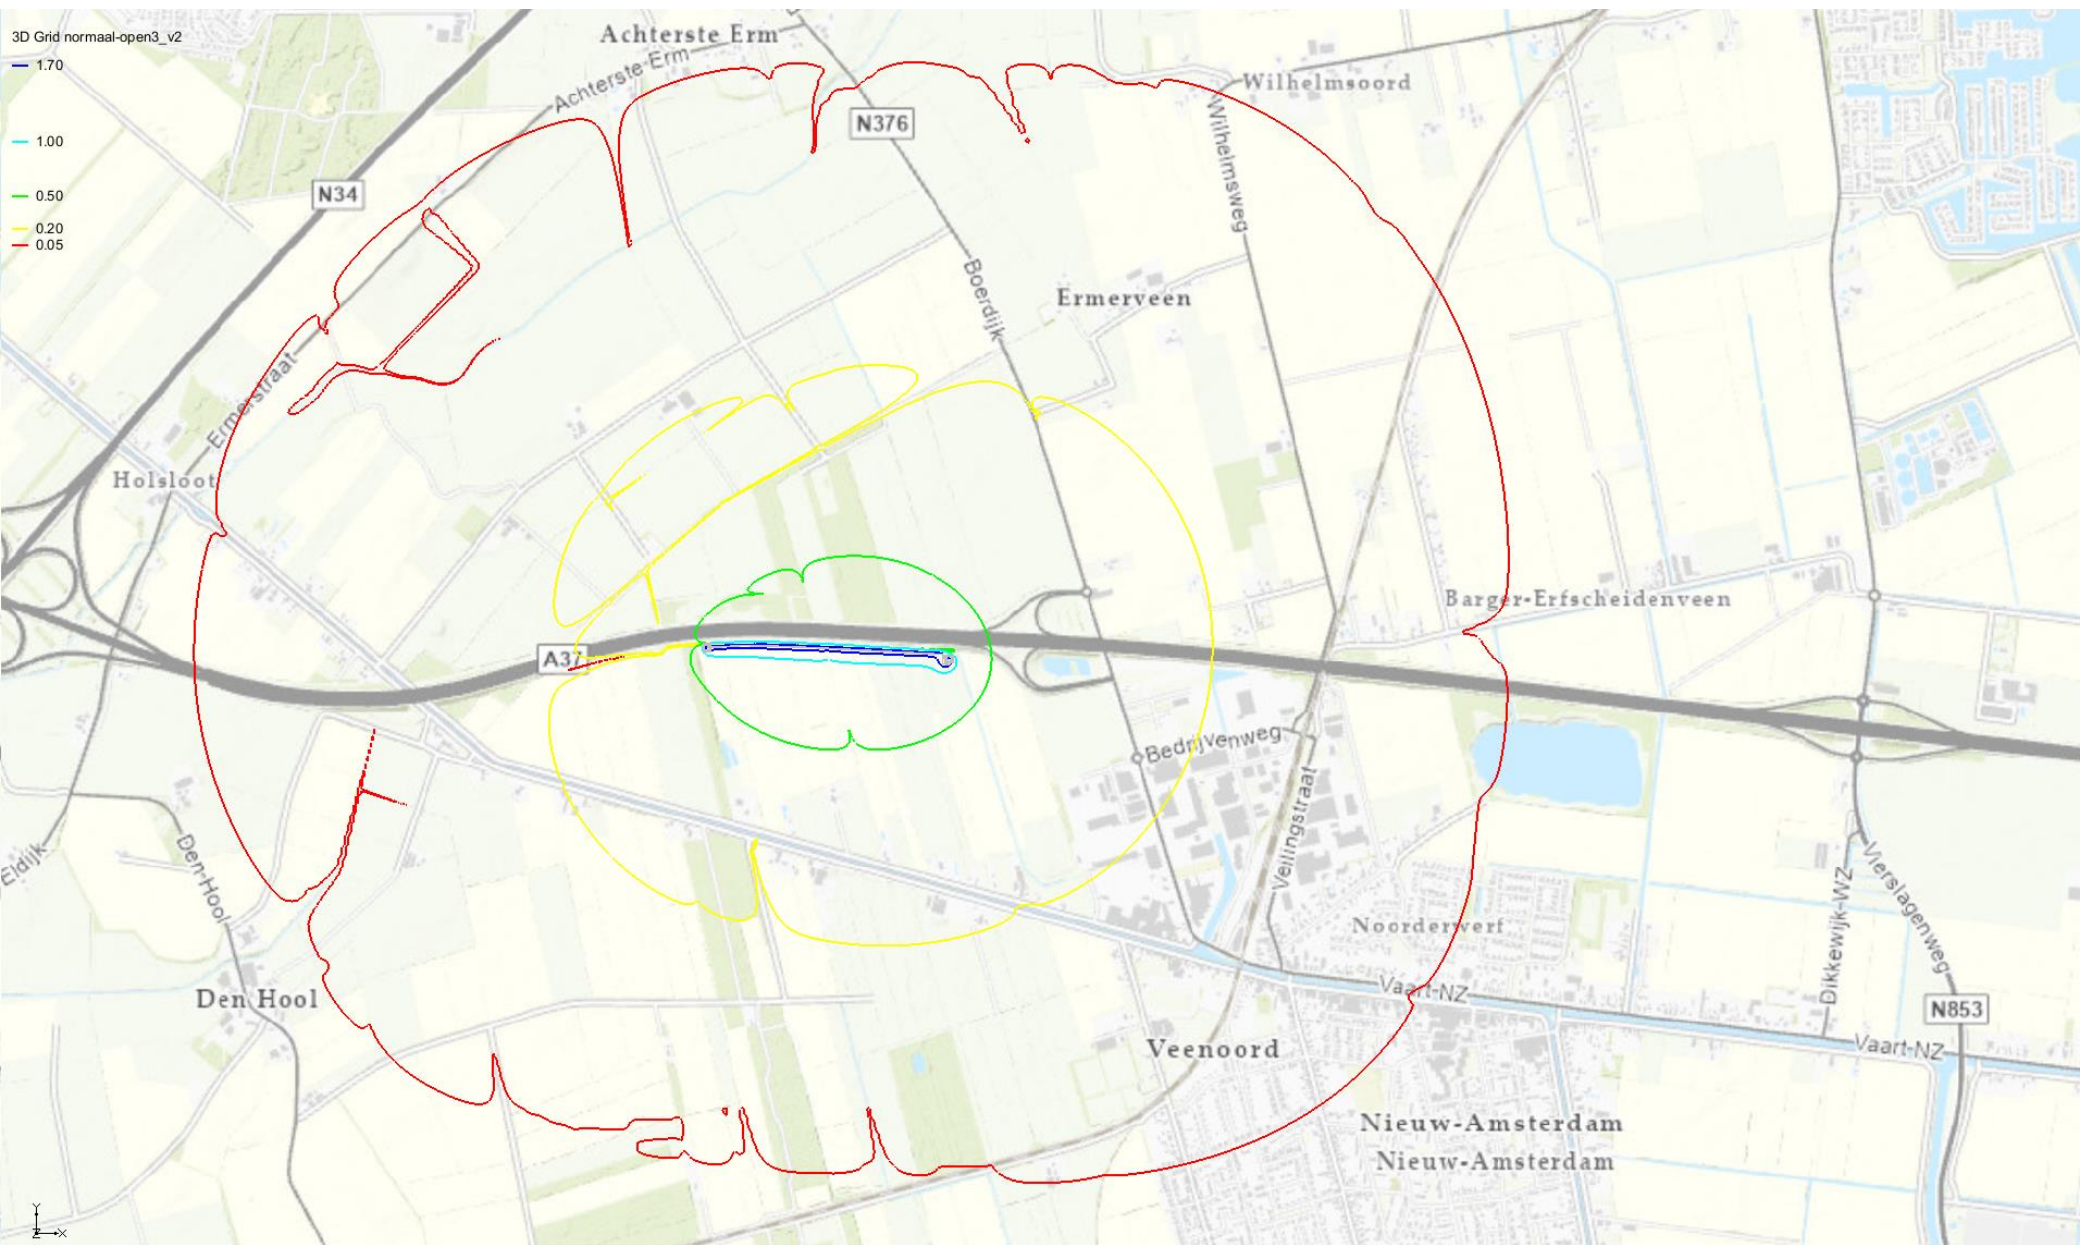 3D Grid normaal-open3_v2
1.70
1.00
0.50
0.20
0.05
Achterste Erm
Achterste-Erm
N376
Wilhelmsoord
Wilhelmsweg
N34
Boerdijk
Ermerveen
Ermerstraat
Holsloot
Barger-Erfscheidenveen
A37
Bedrijvenweg
Veilingstraat
Eldijk
Den-Hool
Vierslagenweg
Dikkewijk-WZ
Noorderwerf
Den Hool
Vaart-NZ
N853
Veenoord
Vaart-NZ
Nieuw-Amsterdam
Nieuw-Amsterdam
Y
Z
X